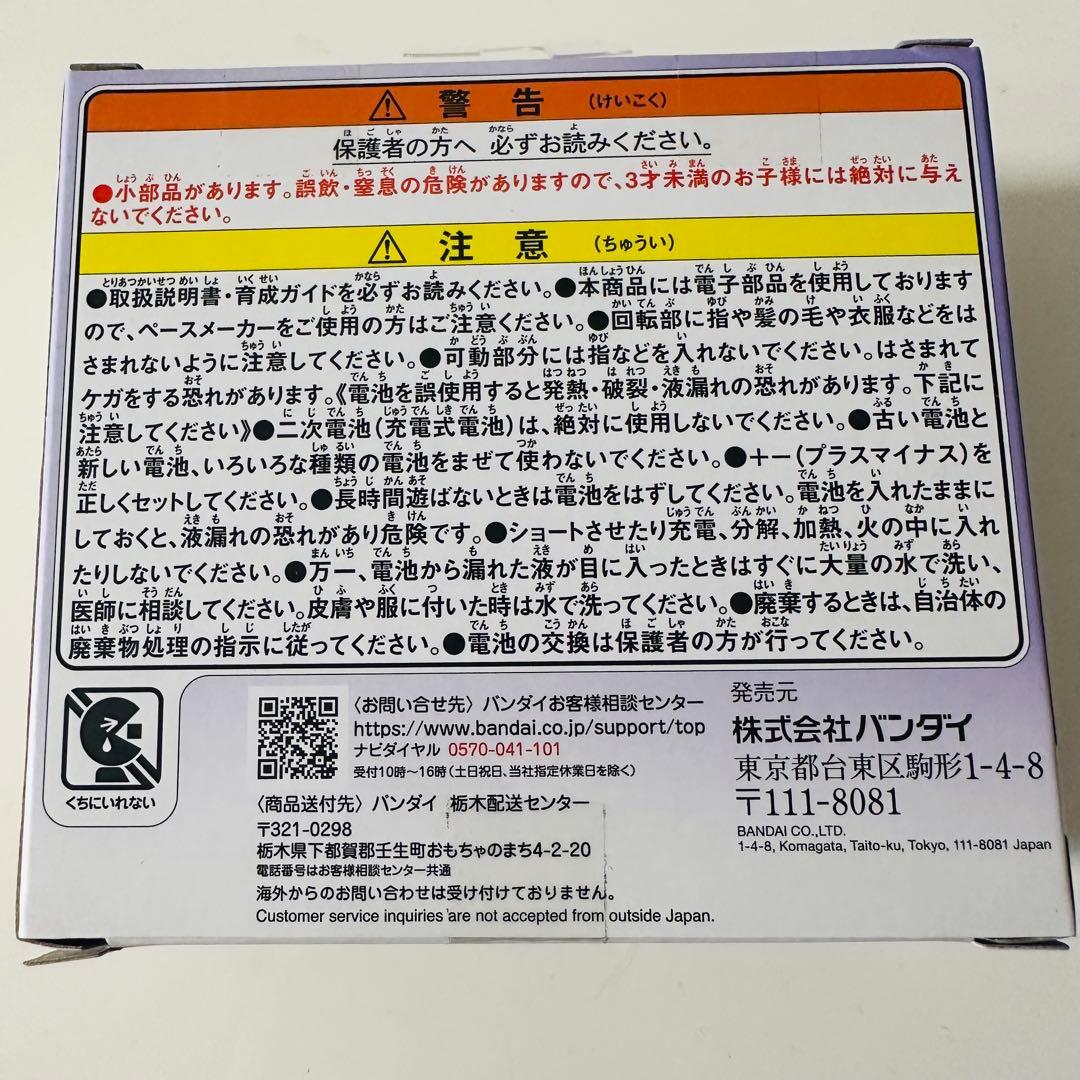 警告 (けいこく)
保護者の方へ 必ずお読みください。
●小部品があります。誤飲・窒息の危険がありますので、3才未満のお子様には絶対に与え
ないでください。
注意 (ちゅうい)
●取扱説明書・育成ガイドを必ずお読みください。●本商品には電子部品を使用しております
ので、ペースメーカーをご使用の方はご注意ください。●回転部に指や髪の毛や衣服などをは
さまれないように注意してください。●可動部分には指などを入れないでください。はさまれて
ケガをする恐れがあります。《電池を誤使用すると発熱・破裂・液漏れの恐れがあります。下記に
注意してください》●二次電池(充電式電池)は、絶対に使用しないでください。●古い電池と
新しい電池、いろいろな種類の電池をまぜて使わないでください。●+-(プラスマイナス)を
正しくセットしてください。●長時間遊ばないときは電池をはずしてください。電池を入れたままに
しておくと、液漏れの恐れがあり危険です。●ショートさせたり充電、分解、加熱、火の中に入れ
たりしないでください。●万一、電池から漏れた液が目に入ったときはすぐに大量の水で洗い、
医師に相談してください。皮膚や服に付いた時は水で洗ってください。●廃棄するときは、自治体の
廃棄物処理の指示に従ってください。●電池の交換は保護者の方が行ってください。
くちにいれない
〈お問い合せ先〉バンダイお客様相談センター
https://www.bandai.co.jp/support/top
ナビダイヤル 0570-041-101
受付10時〜16時(土日祝日、当社指定休業日を除く)
〈商品送付先〉バンダイ 栃木配送センター
〒321-0298
栃木県下都賀郡壬生町おもちゃのまち4-2-20
電話番号はお客様相談センター共通
海外からのお問い合わせは受け付けておりません。
Customer service inquiries are not accepted from outside Japan.
発売元
株式会社バンダイ
東京都台東区駒形1-4-8
〒111-8081
BANDAI CO.,LTD.
1-4-8, Komagata, Taito-ku, Tokyo, 111-8081 Japan